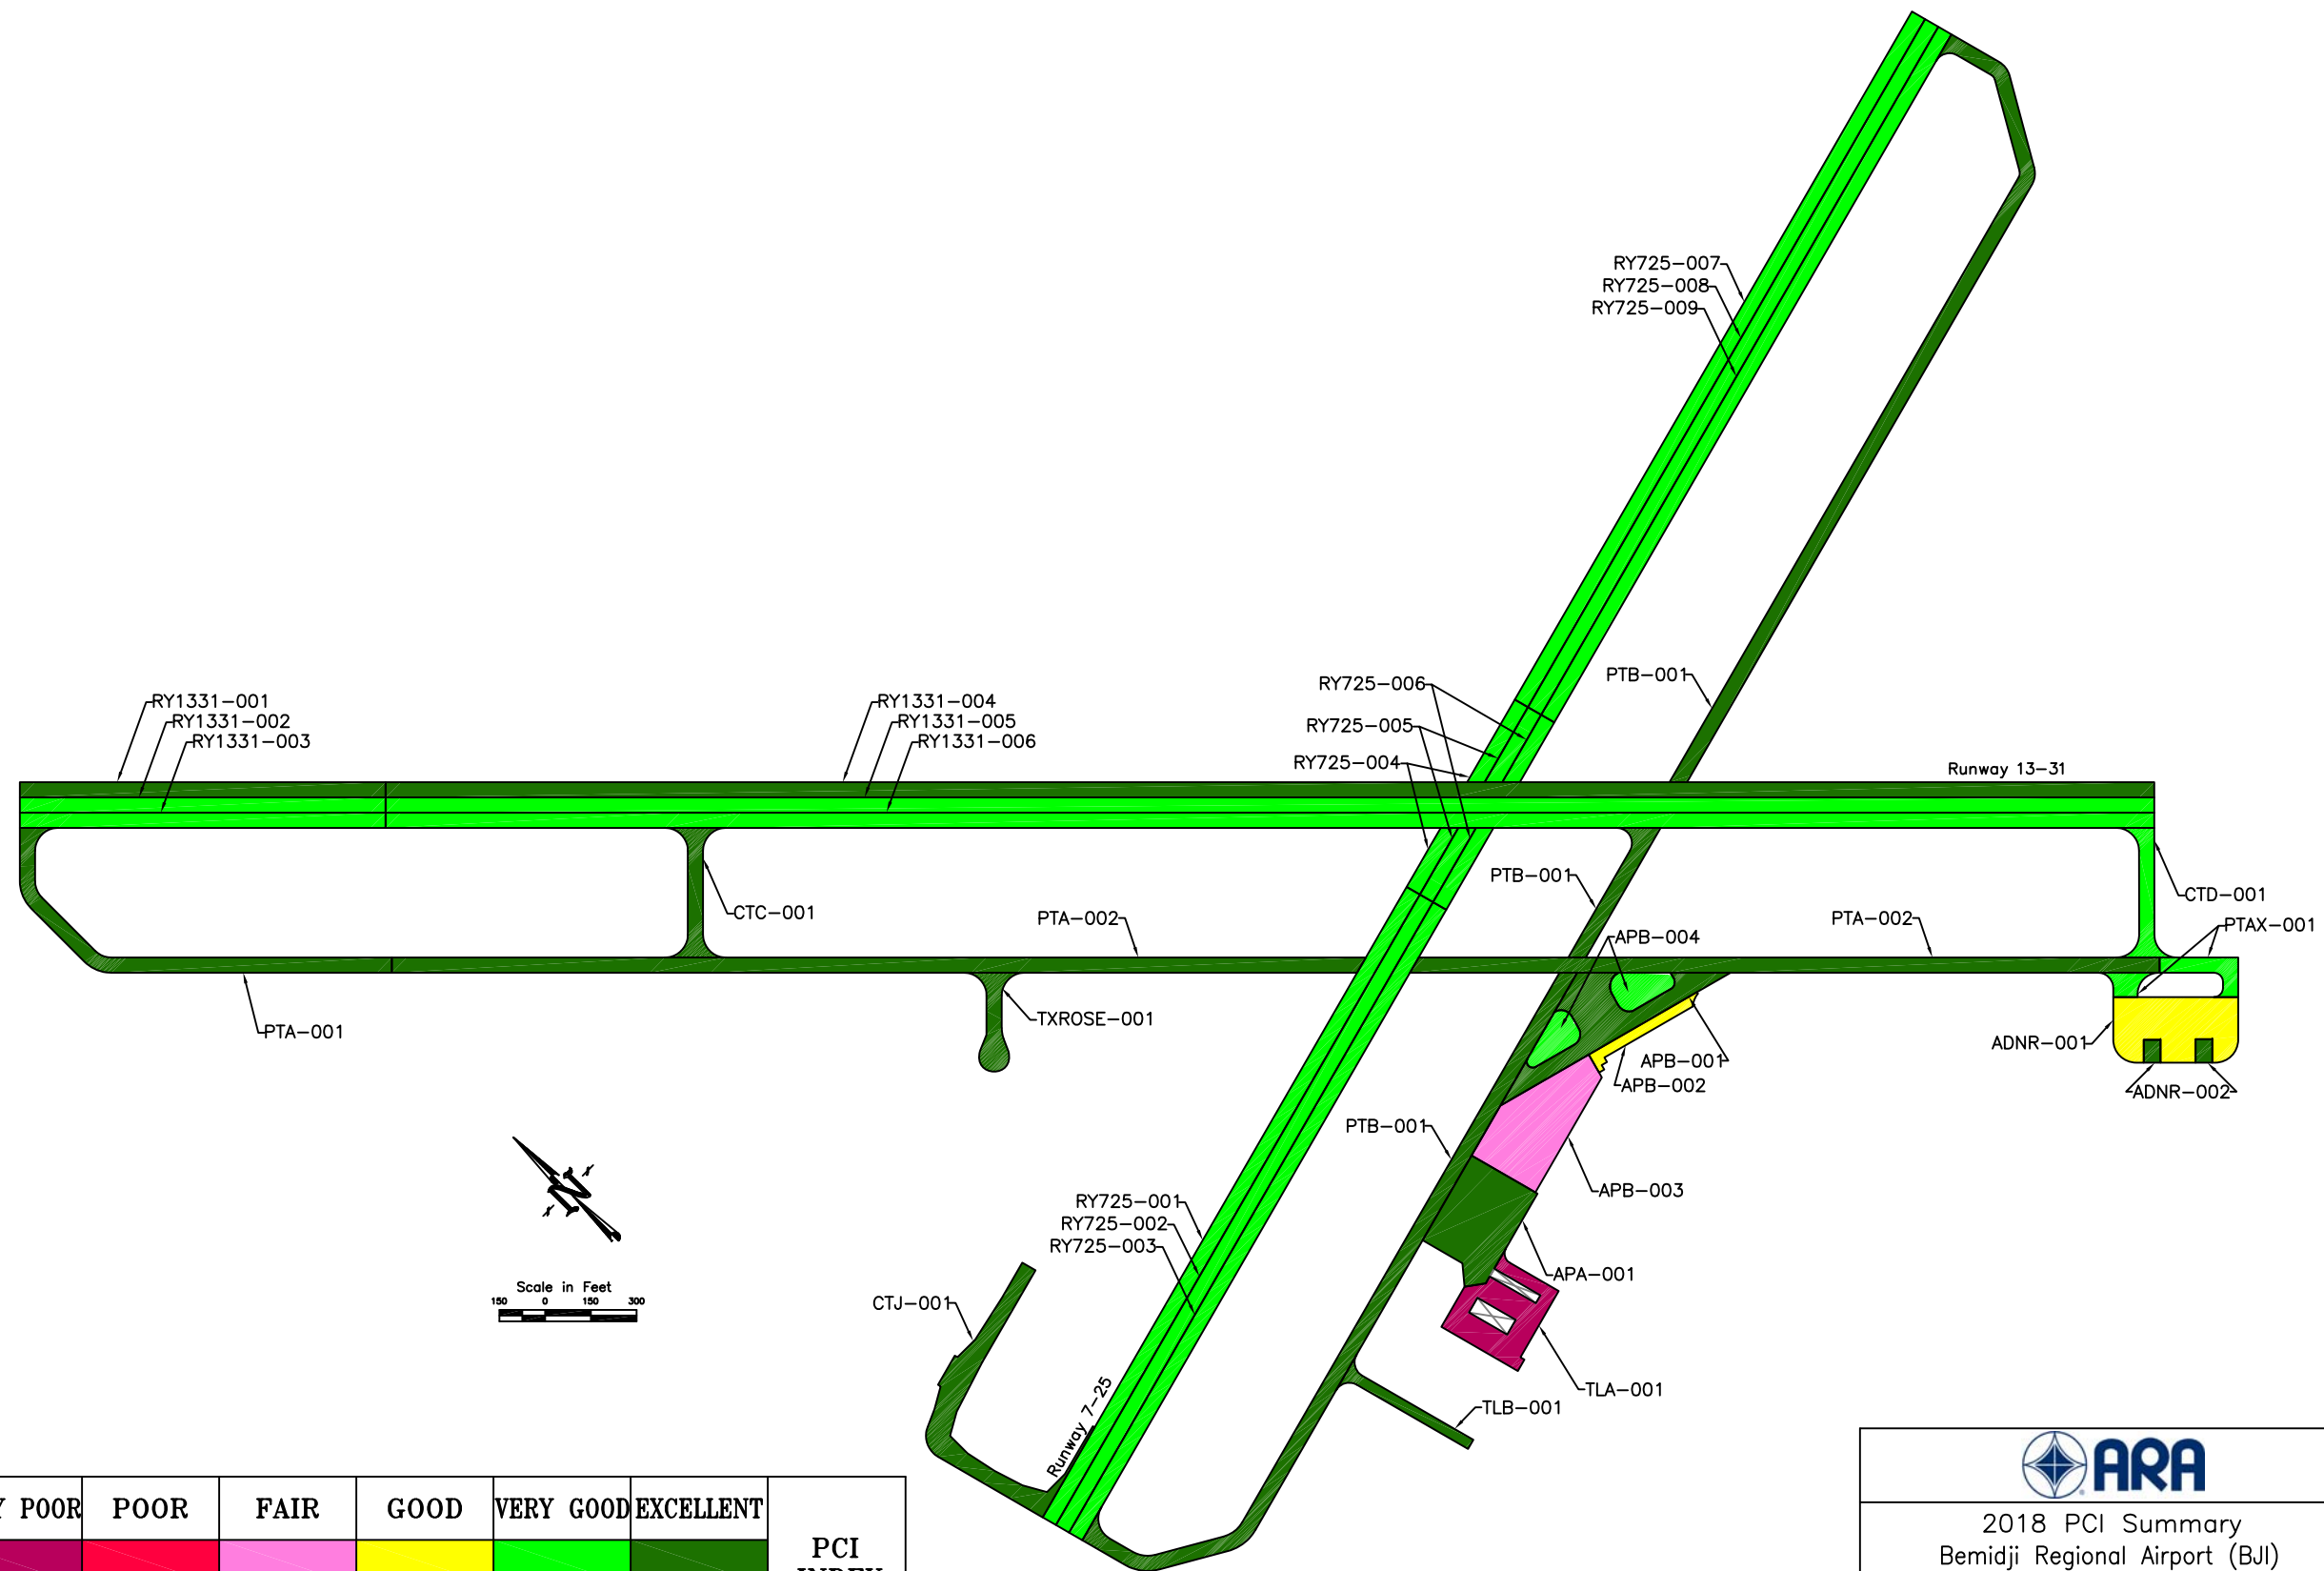 RY725-007
RY725-008
RY725-009
PTB-001
RY725-006
RY725-005
RY725-004
RY1331-001
RY1331-002
RY1331-003
RY1331-004
RY1331-005
RY1331-006
Runway 13-31
PTB-001
CTD-001
PTAX-001
CTC-001
PTA-002
PTA-002
APB-004
PTA-001
TXROSE-001
ADNR-001
APB-001
APB-002
ADNR-002
PTB-001
APB-003
N
RY725-001
RY725-002
RY725-003
APA-001
Scale in Feet
150 0 150 300
CTJ-001
Runway 7-25
TLA-001
TLB-001
POOR POOR FAIR GOOD VERY GOOD EXCELLENT
PCI
INDEX
ARA
2018 PCI Summary
Bemidji Regional Airport (BJI)